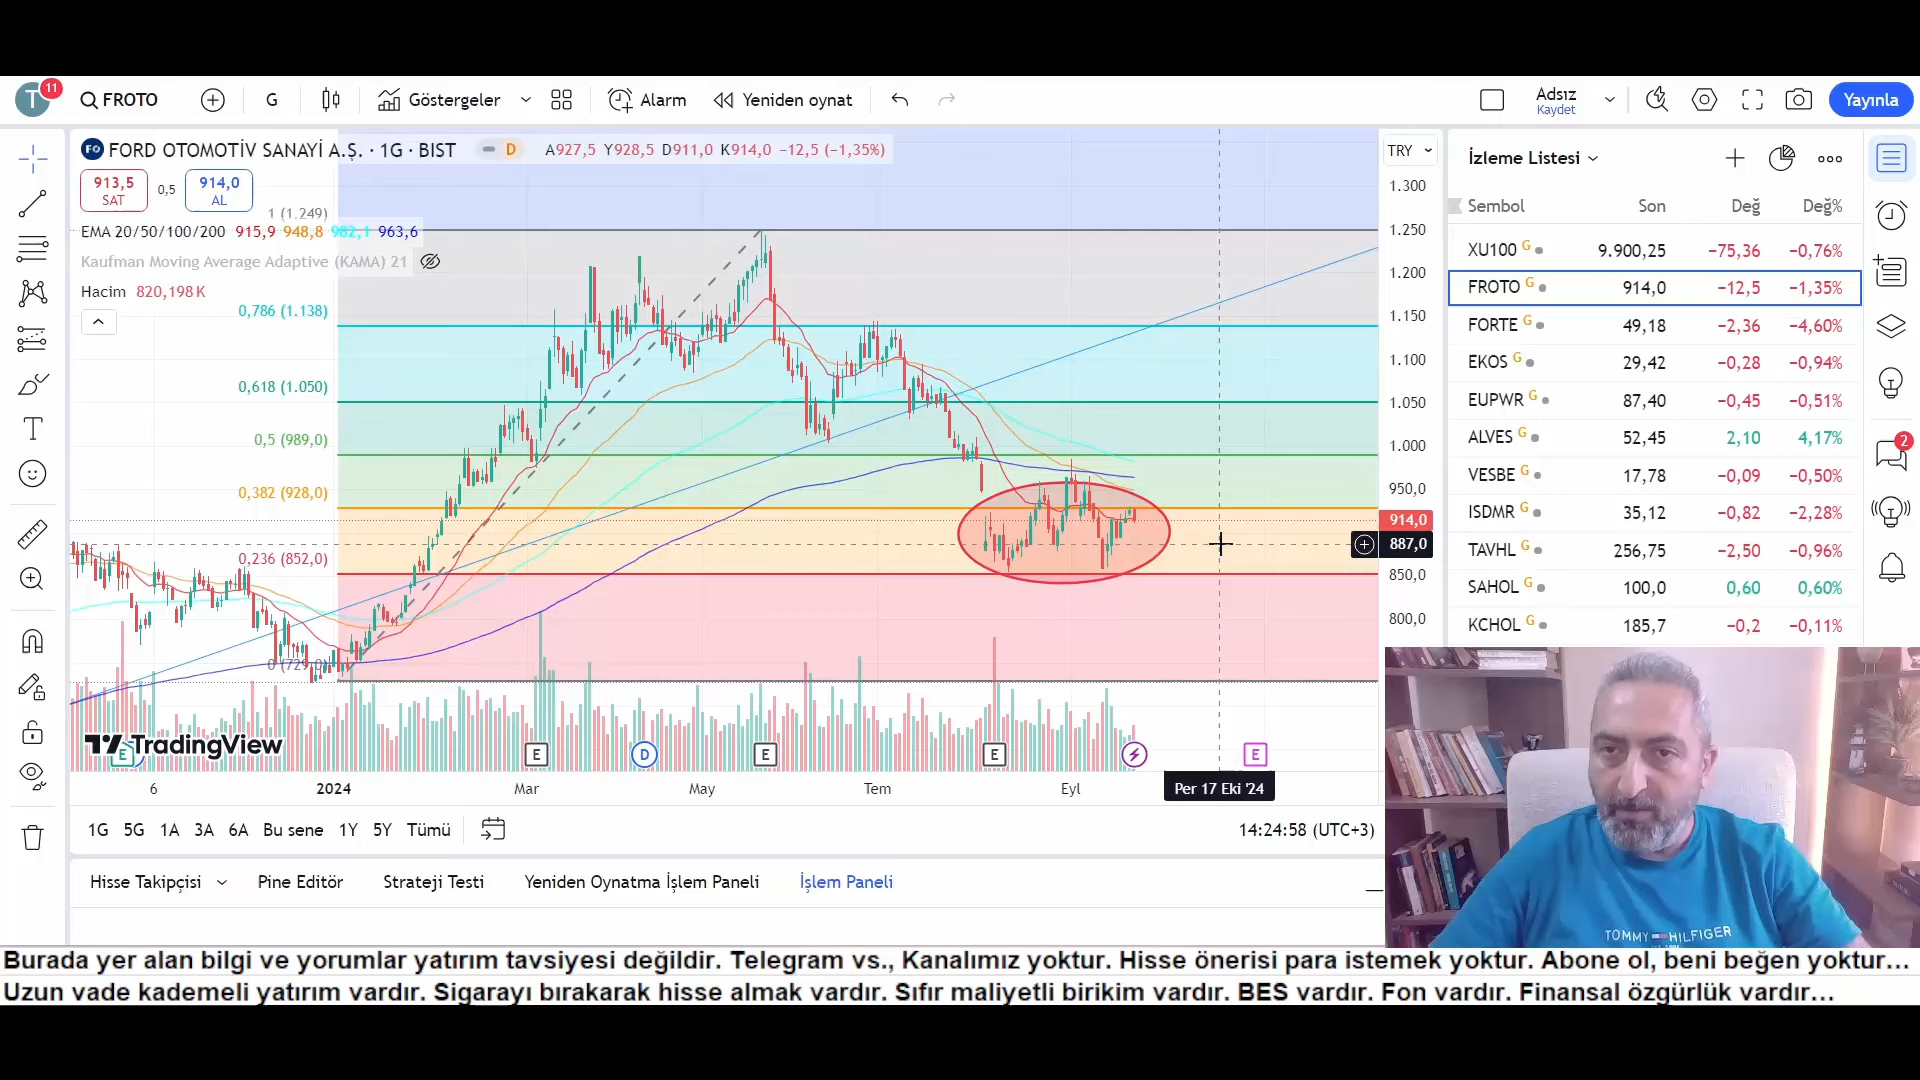 T 11 FROTO G Göstergeler Alarm Yeniden oynat Adsız Kaydet Yayınla
FORD OTOMOTİV SANAYİ A.Ş. · 1G · BIST D A927,5 Y928,5 D911,0 K914,0 −12,5 (−1,35%)
913,5 SAT 0,5 914,0 AL
1 (1.249)
EMA 20/50/100/200 915,9 948,8 982,1 963,6
Kaufman Moving Average Adaptive (KAMA) 21
Hacim 820,198 K
0,786 (1.138)
0,618 (1.050)
0,5 (989,0)
0,382 (928,0)
0,236 (852,0)
0 (729,0)
TradingView
E E D E E E
6 2024 Mar May Tem Eyl Per 17 Eki '24
TRY
1.300
1.250
1.200
1.150
1.100
1.050
1.000
950,0
914,0
887,0
850,0
800,0
1G 5G 1A 3A 6A Bu sene 1Y 5Y Tümü 14:24:58 (UTC+3)
Hisse Takipçisi Pine Editör Strateji Testi Yeniden Oynatma İşlem Paneli İşlem Paneli
İzleme Listesi
Sembol Son Değ Değ%
XU100 G 9.900,25 −75,36 −0,76%
FROTO G 914,0 −12,5 −1,35%
FORTE G 49,18 −2,36 −4,60%
EKOS G 29,42 −0,28 −0,94%
EUPWR G 87,40 −0,45 −0,51%
ALVES G 52,45 2,10 4,17%
VESBE G 17,78 −0,09 −0,50%
ISDMR G 35,12 −0,82 −2,28%
TAVHL G 256,75 −2,50 −0,96%
SAHOL G 100,0 0,60 0,60%
KCHOL G 185,7 −0,2 −0,11%
2
TOMMY HILFIGER
Burada yer alan bilgi ve yorumlar yatırım tavsiyesi değildir. Telegram vs., Kanalımız yoktur. Hisse önerisi para istemek yoktur. Abone ol, beni beğen yoktur...
Uzun vade kademeli yatırım vardır. Sigarayı bırakarak hisse almak vardır. Sıfır maliyetli birikim vardır. BES vardır. Fon vardır. Finansal özgürlük vardır...